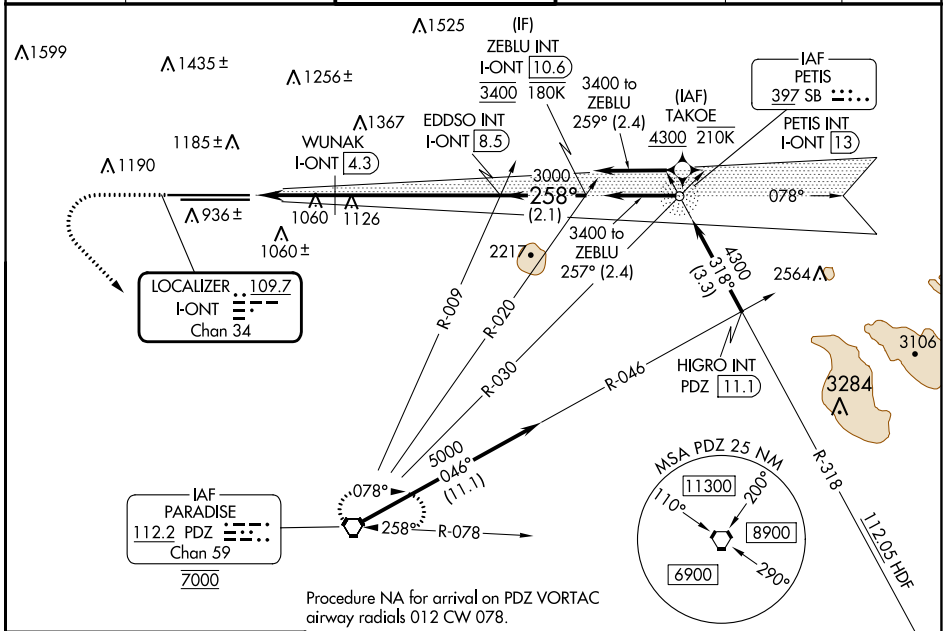 1525
(IF)
ZEBLU INT
I-ONT 10.6
3400 180K
1599
1435 ±
1256 ±
1367
1185 ±
1190
936 ±
1060
1126
1060 ±
WUNAK
I-ONT 4.3
EDDSO INT
I-ONT 8.5
3400 to
ZEBLU
259° (2.4)
(IAF)
TAKOE
4300 210K
IAF
PETIS
397 SB
PETIS INT
I-ONT 13
3000
258°
(2.1)
078°
3400 to
ZEBLU
257° (2.4)
2217
4300
318°
(3.3)
2564
3106
3284
LOCALIZER 109.7
I-ONT
Chan 34
R-009
R-020
R-030
R-046
HIGRO INT
PDZ 11.1
R-318
112.05 HDF
5000
046°
(11.1)
078°
258°
R-078
IAF
PARADISE
112.2 PDZ
Chan 59
7000
MSA PDZ 25 NM
11300
110°
200°
8900
6900
290°
Procedure NA for arrival on PDZ VORTAC
airway radials 012 CW 078.